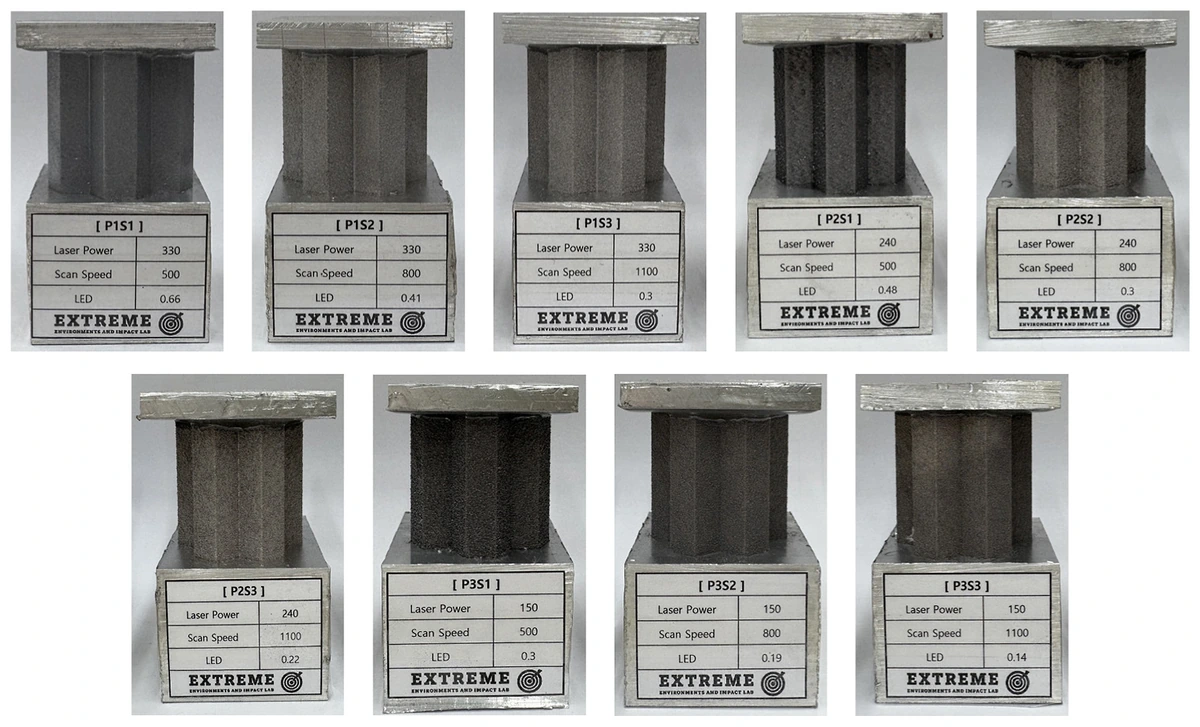 [ P1S1 ]
Laser Power 330
Scan Speed 500
LED 0.66
EXTREME
ENVIRONMENTS AND IMPACT LAB
[ P1S2 ]
Laser Power 330
Scan Speed 800
LED 0.41
EXTREME
ENVIRONMENTS AND IMPACT LAB
[ P1S3 ]
Laser Power 330
Scan Speed 1100
LED 0.3
EXTREME
ENVIRONMENTS AND IMPACT LAB
[ P2S1 ]
Laser Power 240
Scan Speed 500
LED 0.48
EXTREME
ENVIRONMENTS AND IMPACT LAB
[ P2S2 ]
Laser Power 240
Scan Speed 800
LED 0.3
EXTREME
ENVIRONMENTS AND IMPACT LAB
[ P2S3 ]
Laser Power 240
Scan Speed 1100
LED 0.22
EXTREME
ENVIRONMENTS AND IMPACT LAB
[ P3S1 ]
Laser Power 150
Scan Speed 500
LED 0.3
EXTREME
ENVIRONMENTS AND IMPACT LAB
[ P3S2 ]
Laser Power 150
Scan Speed 800
LED 0.19
EXTREME
ENVIRONMENTS AND IMPACT LAB
[ P3S3 ]
Laser Power 150
Scan Speed 1100
LED 0.14
EXTREME
ENVIRONMENTS AND IMPACT LAB